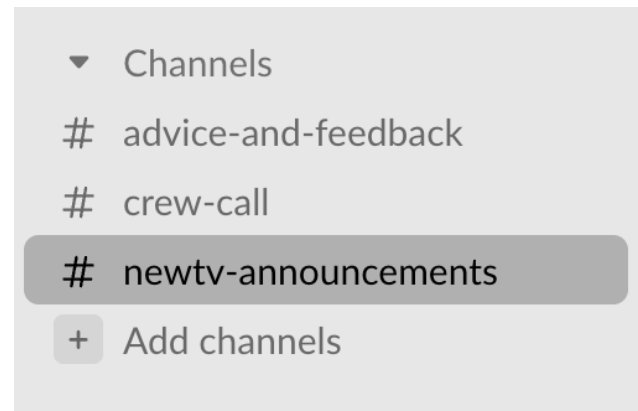 Channels
# advice-and-feedback
# crew-call
# newtv-announcements
+ Add channels